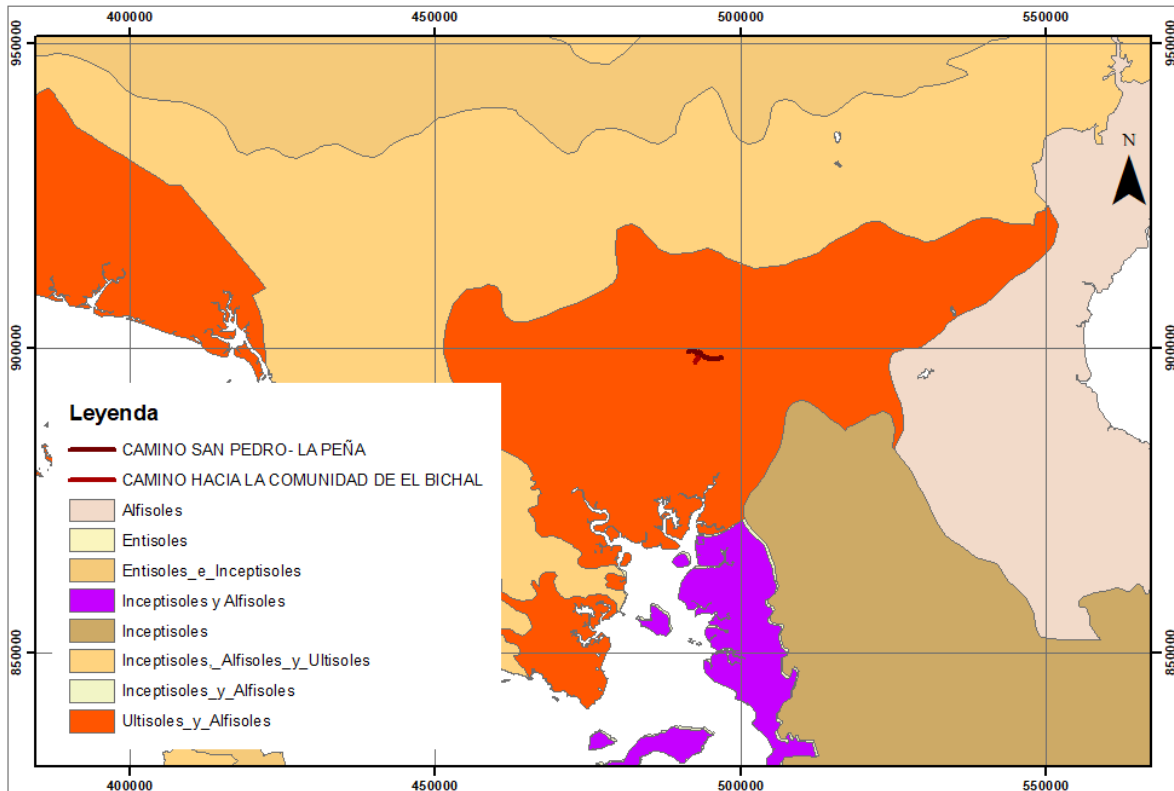 400000 450000 500000 550000
950000 950000
N
900000 900000
Leyenda
CAMINO SAN PEDRO- LA PEÑA
CAMINO HACIA LA COMUNIDAD DE EL BICHAL
Alfisoles
Entisoles
Entisoles_e_Inceptisoles
Inceptisoles y Alfisoles
Inceptisoles
Inceptisoles,_Alfisoles_y_Ultisoles
Inceptisoles_y_Alfisoles
Ultisoles_y_Alfisoles
850000 850000
400000 450000 500000 550000